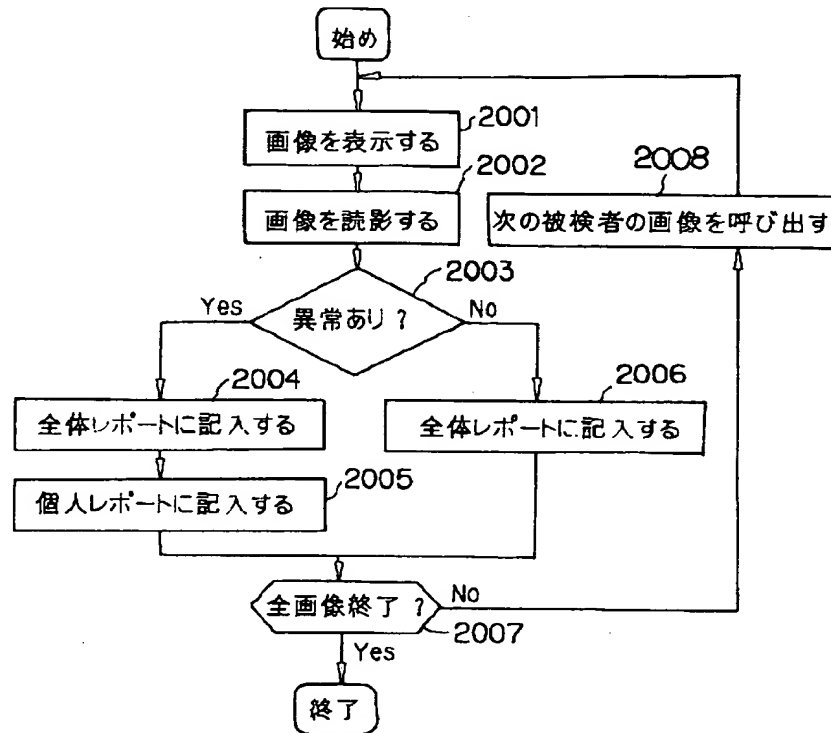 始め
2001
画像を表示する
2002
画像を読影する
2008
次の被検者の画像を呼び出す
2003
異常あり?
Yes
No
2004
全体レポートに記入する
2006
全体レポートに記入する
2005
個人レポートに記入する
全画像終了?
No
2007
Yes
終了